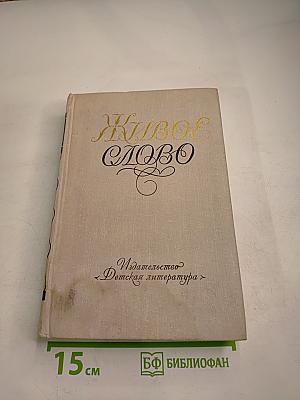 Живое
слово
Издательство
«Детская литература»
15 см
БФ БИБЛИОФАН